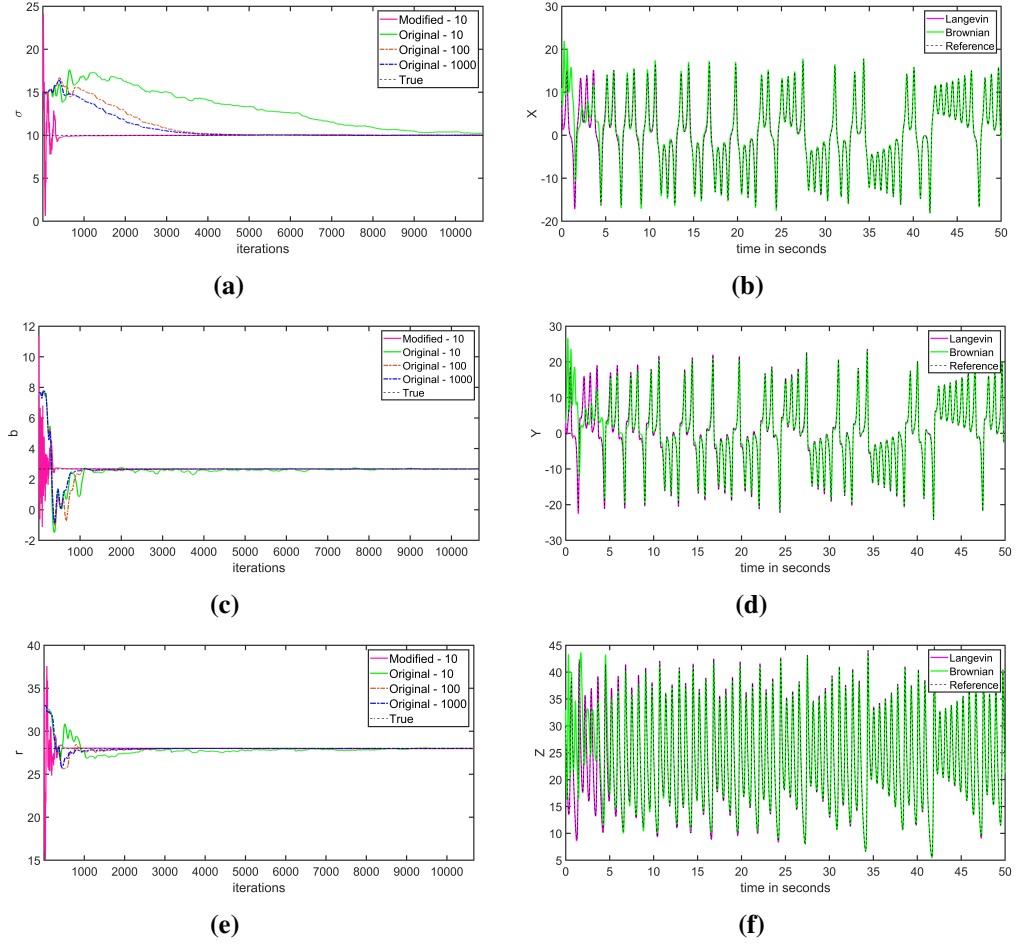 25
20
15
10
5
0
σ
1000 2000 3000 4000 5000 6000 7000 8000 9000 10000
iterations
Modified - 10
Original - 10
Original - 100
Original - 1000
True
(a)
30
20
10
0
-10
-20
X
0 5 10 15 20 25 30 35 40 45 50
time in seconds
Langevin
Brownian
Reference
(b)
12
10
8
6
4
2
0
-2
b
1000 2000 3000 4000 5000 6000 7000 8000 9000 10000
iterations
Modified - 10
Original - 10
Original - 100
Original - 1000
True
(c)
30
20
10
0
-10
-20
-30
Y
0 5 10 15 20 25 30 35 40 45 50
time in seconds
Langevin
Brownian
Reference
(d)
40
35
30
25
20
15
r
1000 2000 3000 4000 5000 6000 7000 8000 9000 10000
iterations
Modified - 10
Original - 10
Original - 100
Original - 1000
True
(e)
45
40
35
30
25
20
15
10
5
Z
0 5 10 15 20 25 30 35 40 45 50
time in seconds
Langevin
Brownian
Reference
(f)